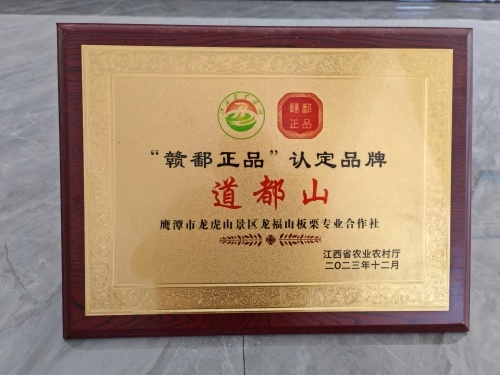 赣鄱
正品
“赣鄱正品”认定品牌
道都山
鹰潭市龙虎山景区龙福山板栗专业合作社
江西省农业农村厅
二〇二三年十二月